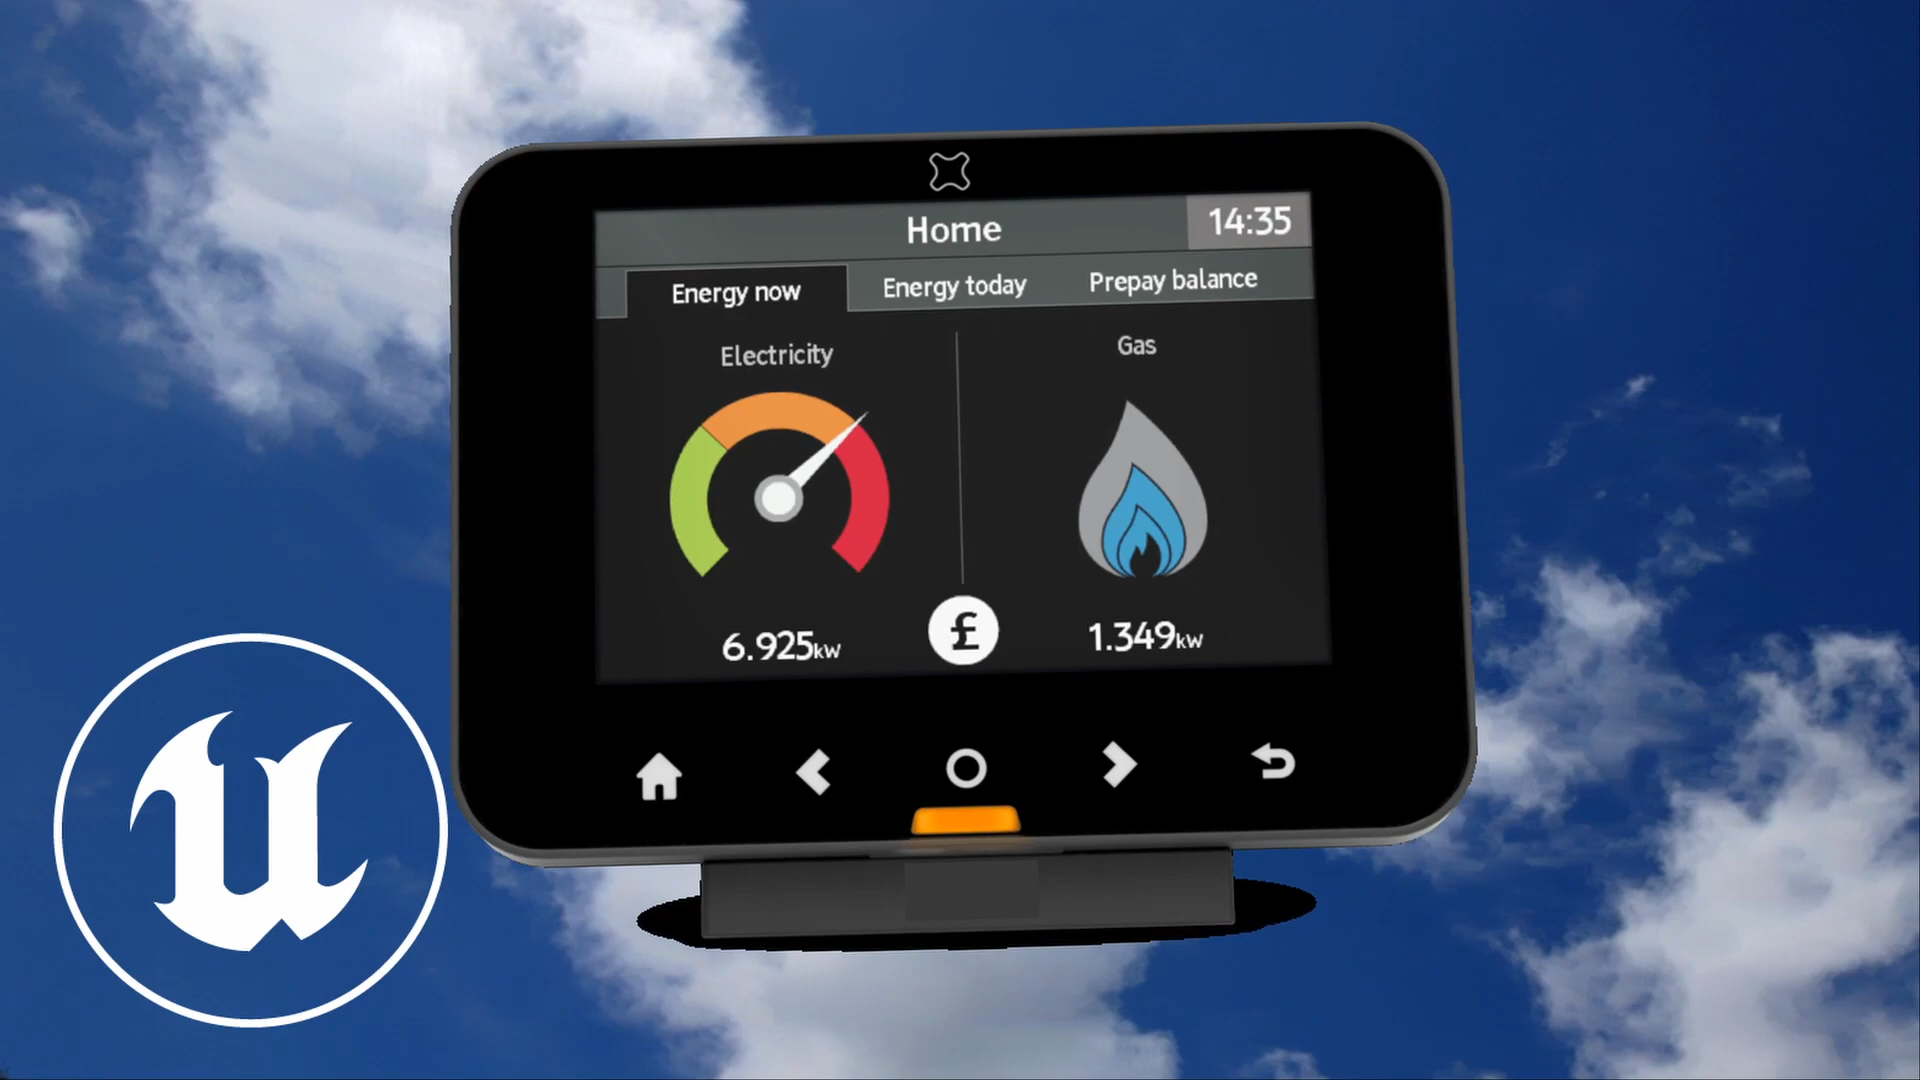 Home
14:35
Energy now
Energy today
Prepay balance
Electricity
Gas
£
6.925kW
1.349kW